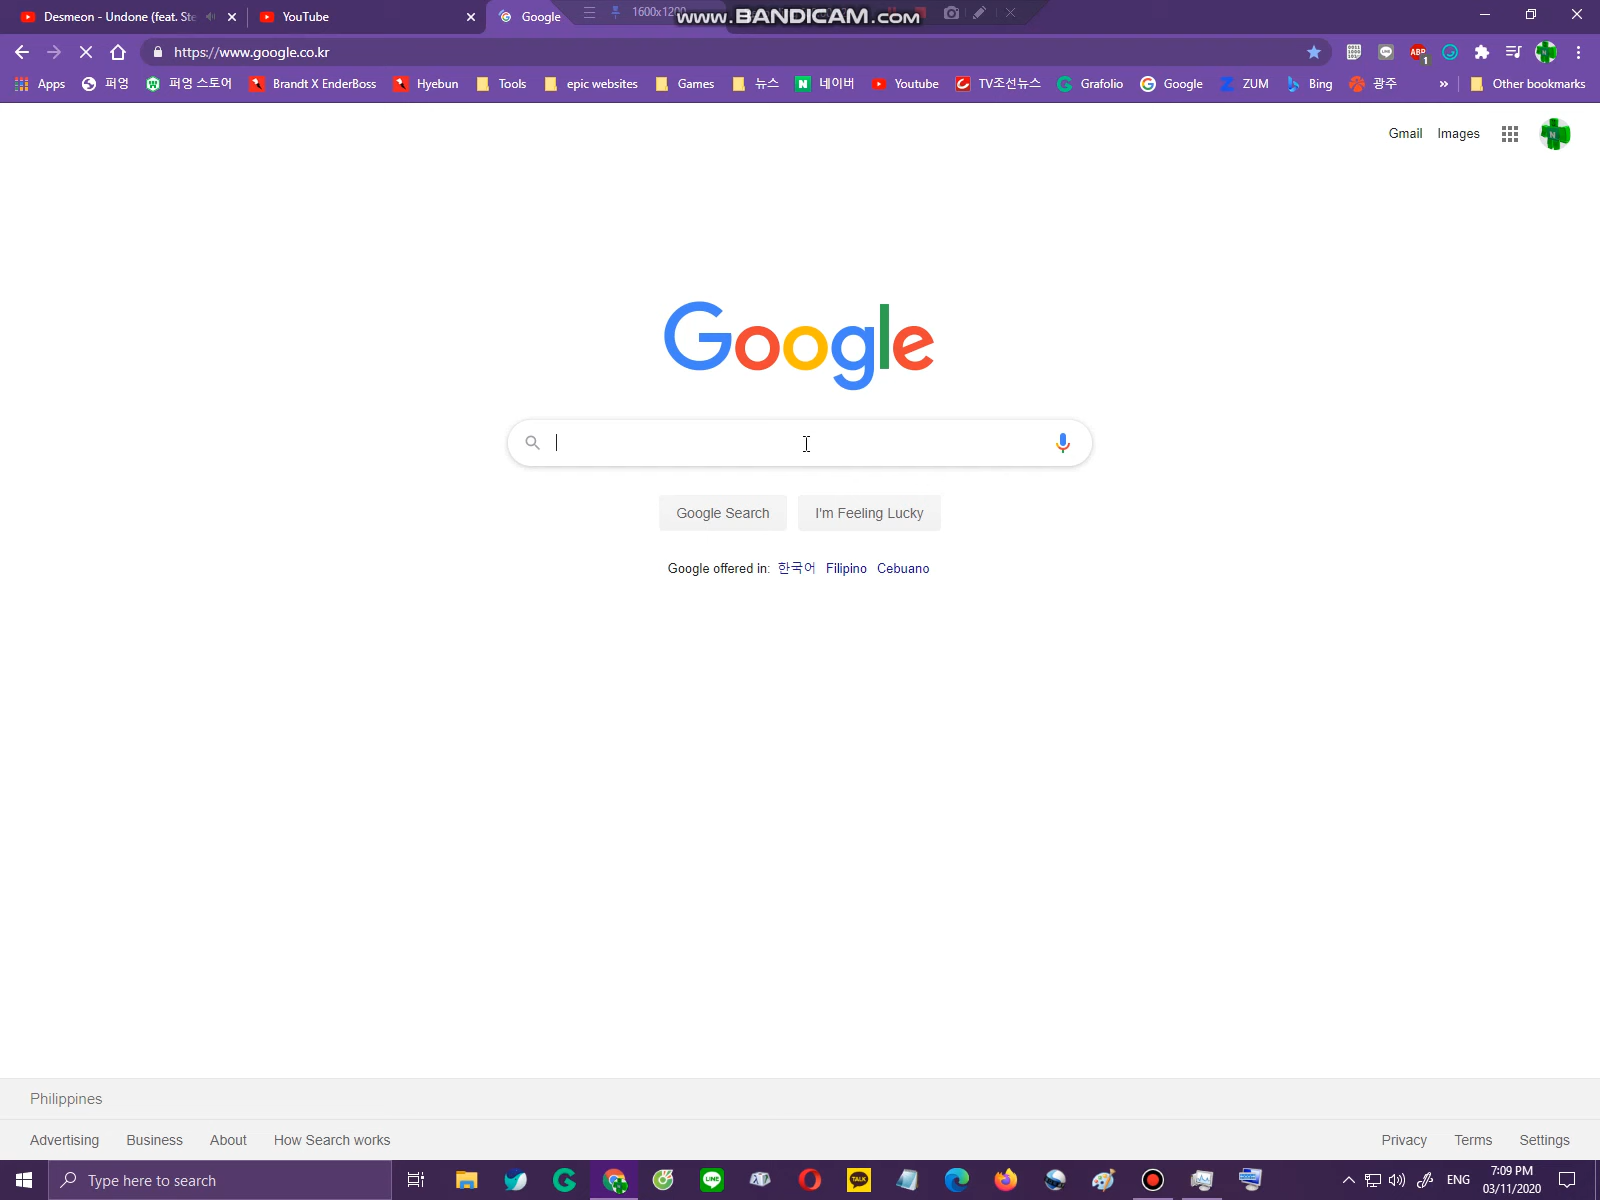 Desmeon - Undone (feat. Ste
YouTube
Google
1600x1200
www.BANDICAM.com
https://www.google.co.kr
ABP
1
Apps
퍼엉
퍼엉 스토어
Brandt X EnderBoss
Hyebun
Tools
epic websites
Games
뉴스
N
네이버
Youtube
TV조선뉴스
Grafolio
Google
ZUM
Bing
광주
»
Other bookmarks
Gmail
Images
N
Google
Google Search
I'm Feeling Lucky
Google offered in: 한국어 Filipino Cebuano
Philippines
Advertising
Business
About
How Search works
Privacy
Terms
Settings
Type here to search
LINE
TALK
ENG
7:09 PM
03/11/2020